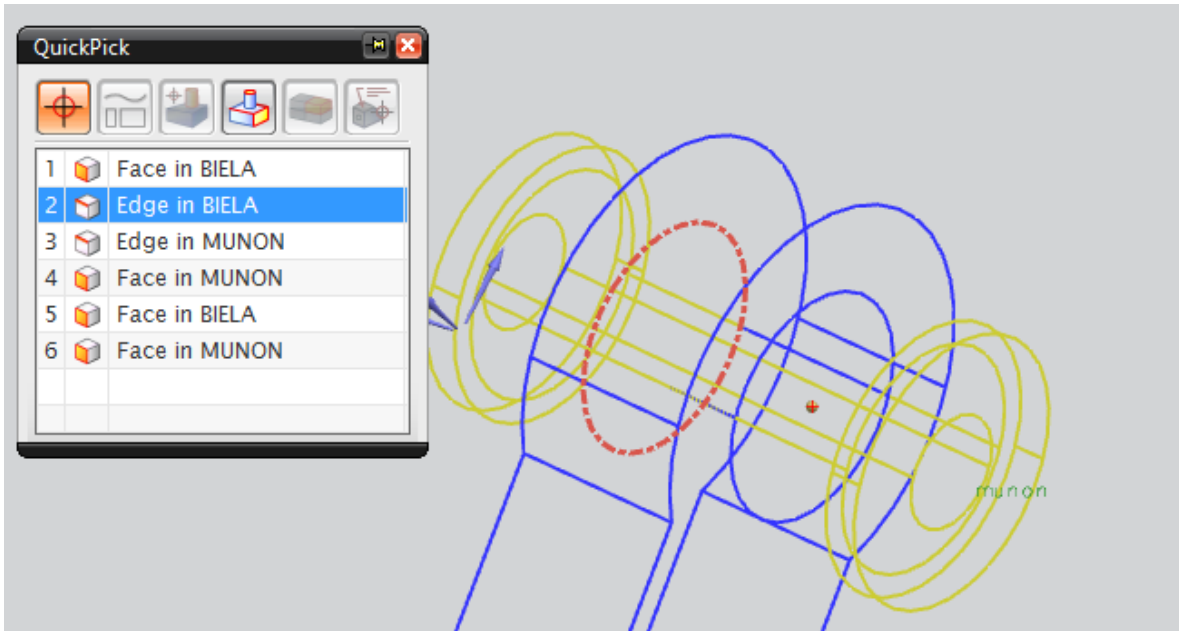 QuickPick
1 Face in BIELA
2 Edge in BIELA
3 Edge in MUNON
4 Face in MUNON
5 Face in BIELA
6 Face in MUNON
munon